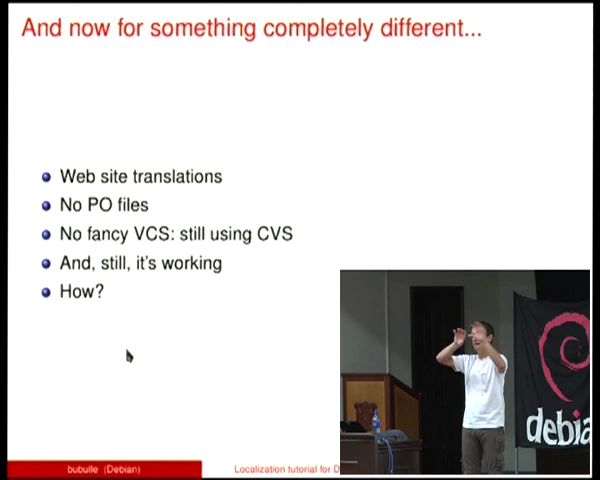 And now for something completely different...
Web site translations
No PO files
No fancy VCS: still using CVS
And, still, it's working
How?
debia
bubulle (Debian)
Localization tutorial for D